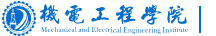 機電工程學院
Mechanical and Electrical Engineering Institute